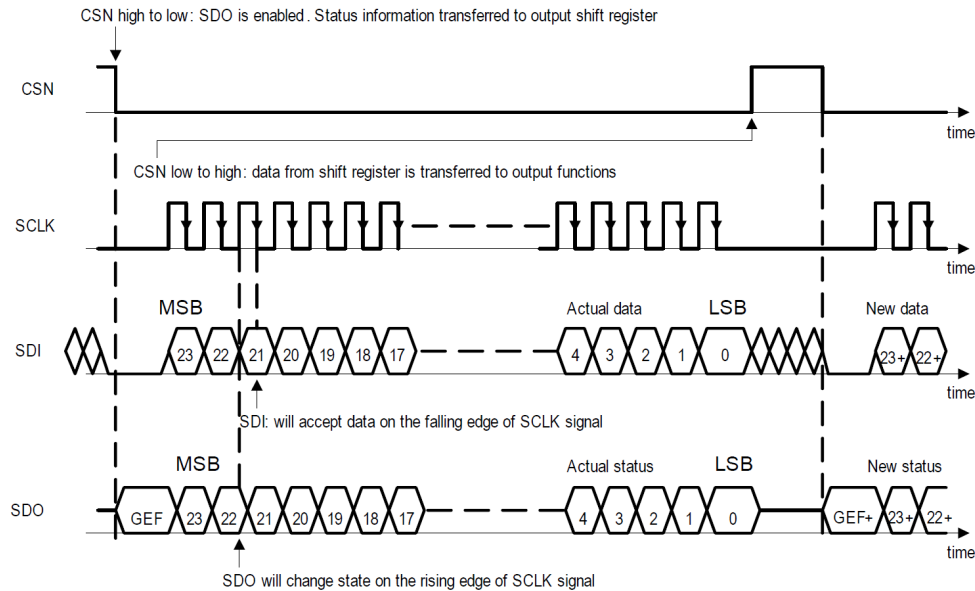 CSN high to low: SDO is enabled. Status information transferred to output shift register
CSN
time
CSN low to high: data from shift register is transferred to output functions
SCLK
time
MSB
Actual data
LSB
New data
SDI
23 22 21 20 19 18 17 4 3 2 1 0 23+ 22+
time
SDI: will accept data on the falling edge of SCLK signal
MSB
Actual status
LSB
New status
SDO
GEF 23 22 21 20 19 18 17 4 3 2 1 0 GEF+ 23+ 22+
time
SDO will change state on the rising edge of SCLK signal